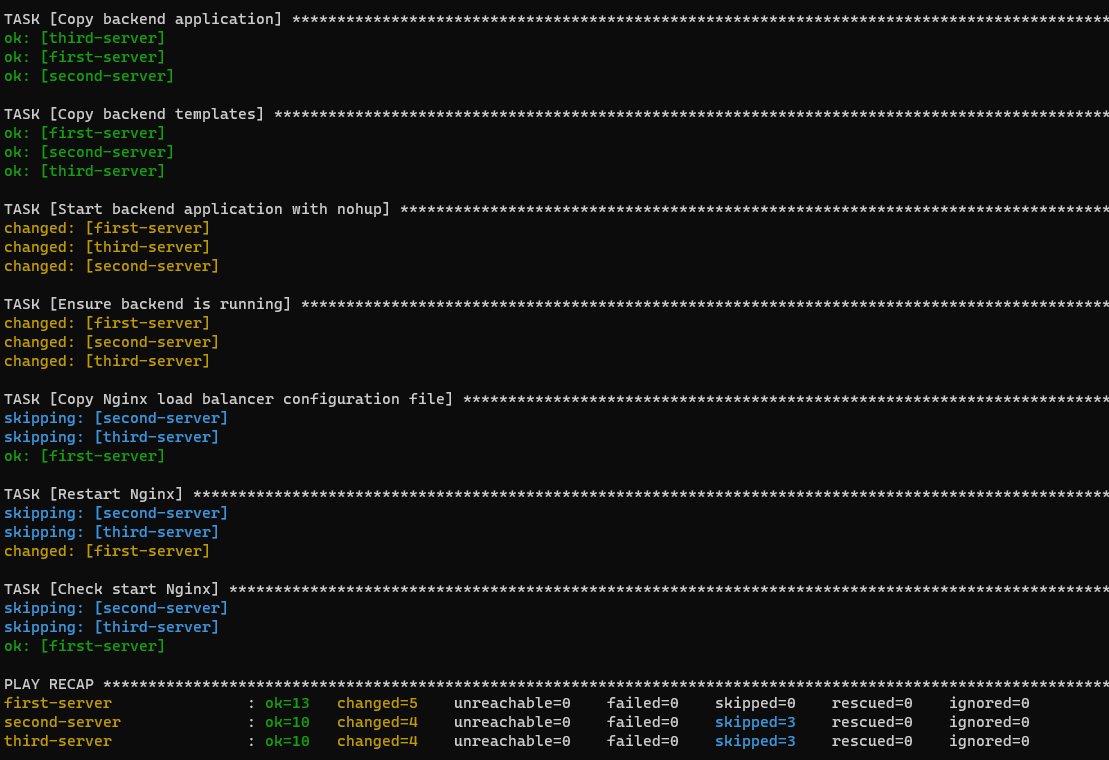 TASK [Copy backend application] *******************************************************************************************
ok: [third-server]
ok: [first-server]
ok: [second-server]
TASK [Copy backend templates] *********************************************************************************************
ok: [first-server]
ok: [second-server]
ok: [third-server]
TASK [Start backend application with nohup] *******************************************************************************
changed: [first-server]
changed: [third-server]
changed: [second-server]
TASK [Ensure backend is running] ******************************************************************************************
changed: [first-server]
changed: [second-server]
changed: [third-server]
TASK [Copy Nginx load balancer configuration file] ************************************************************************
skipping: [second-server]
skipping: [third-server]
ok: [first-server]
TASK [Restart Nginx] ******************************************************************************************************
skipping: [second-server]
skipping: [third-server]
changed: [first-server]
TASK [Check start Nginx] **************************************************************************************************
skipping: [second-server]
skipping: [third-server]
ok: [first-server]
PLAY RECAP ****************************************************************************************************************
first-server               : ok=13   changed=5    unreachable=0    failed=0    skipped=0    rescued=0    ignored=0
second-server              : ok=10   changed=4    unreachable=0    failed=0    skipped=3    rescued=0    ignored=0
third-server               : ok=10   changed=4    unreachable=0    failed=0    skipped=3    rescued=0    ignored=0